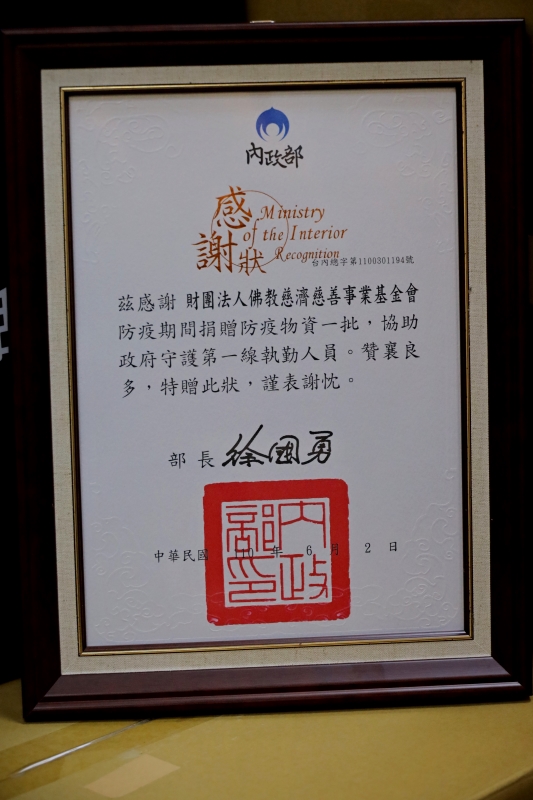 內政部
感謝狀
Ministry
of the Interior
Recognition
台內總字第1100301194號
茲感謝 財團法人佛教慈濟慈善事業基金會
防疫期間捐贈防疫物資一批，協助
政府守護第一線執勤人員。贊襄良
多，特贈此狀，謹表謝忱。
部長 徐國勇
內政部印
中華民國 110 年 6 月 2 日